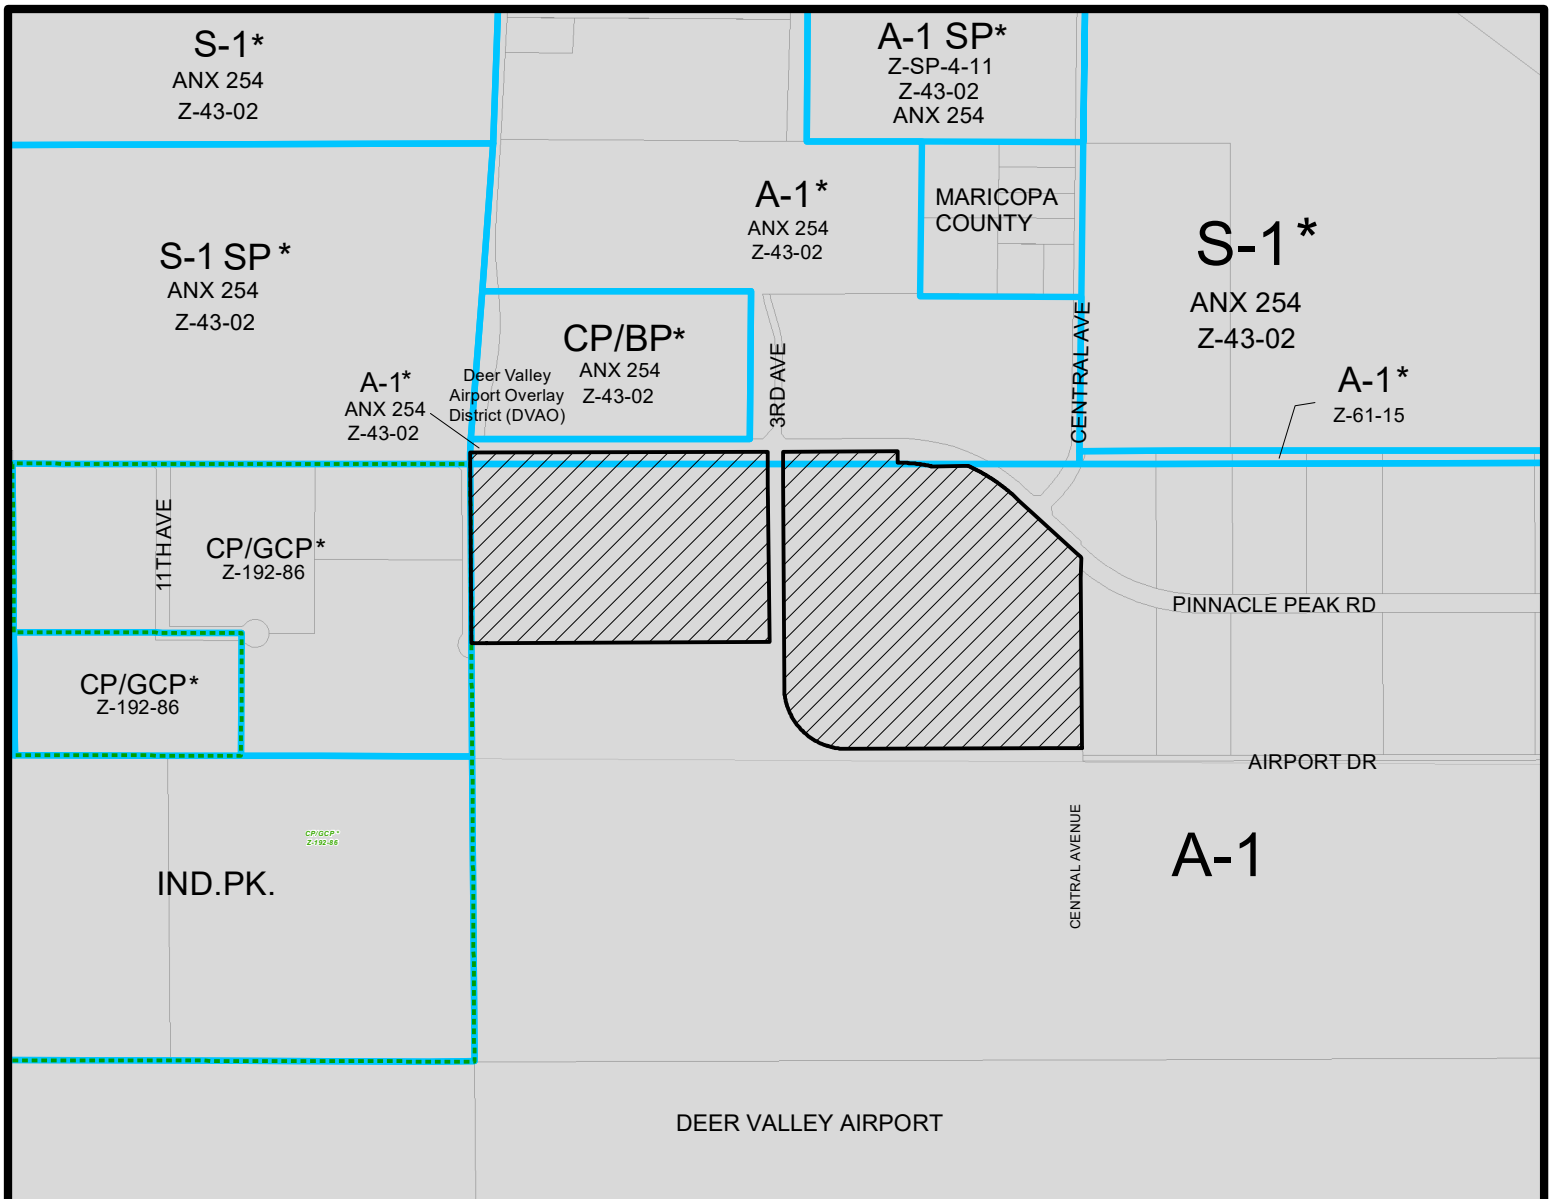 S-1*
ANX 254
Z-43-02
A-1 SP*
Z-SP-4-11
Z-43-02
ANX 254
A-1*
ANX 254
Z-43-02
MARICOPA
COUNTY
S-1*
ANX 254
Z-43-02
S-1 SP *
ANX 254
Z-43-02
CP/BP*
ANX 254
Z-43-02
3RD AVE
CENTRAL AVE
A-1*
ANX 254
Z-43-02
Deer Valley
Airport Overlay
District (DVAO)
A-1*
Z-61-15
11TH AVE
CP/GCP*
Z-192-86
PINNACLE PEAK RD
CP/GCP*
Z-192-86
AIRPORT DR
CP/GCP*
Z-192-86
IND.PK.
CENTRAL AVENUE
A-1
DEER VALLEY AIRPORT